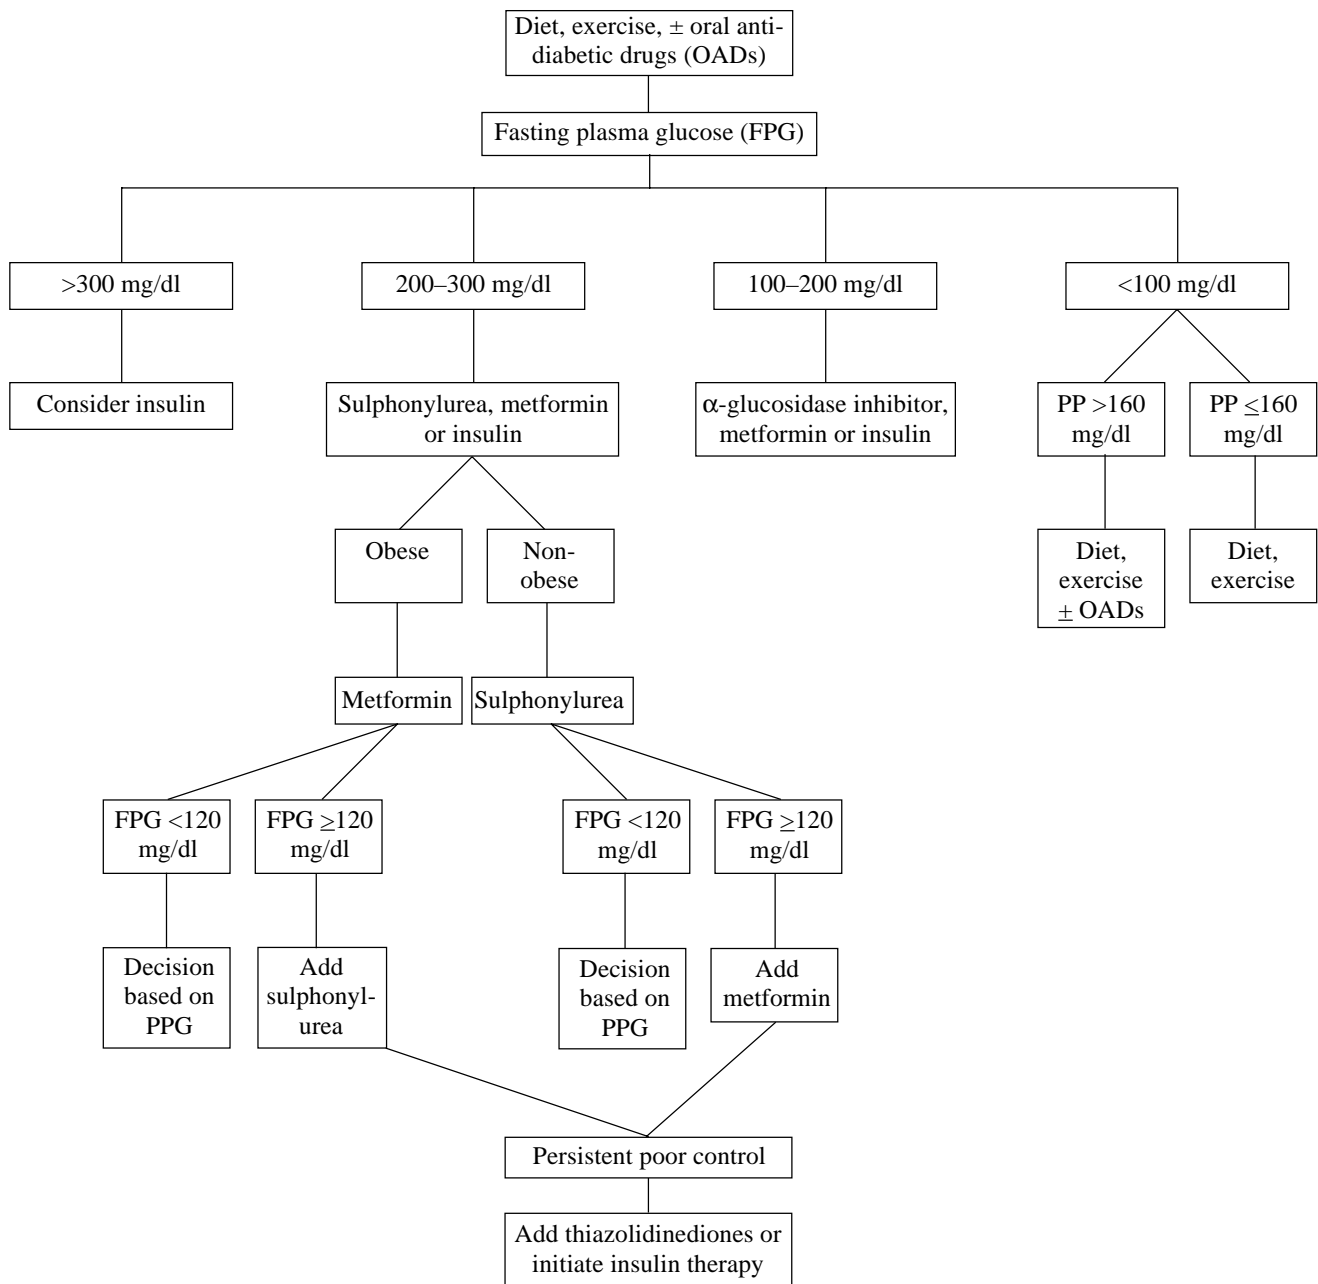 Diet, exercise, ± oral anti-
diabetic drugs (OADs)
Fasting plasma glucose (FPG)
>300 mg/dl
200–300 mg/dl
100–200 mg/dl
<100 mg/dl
Consider insulin
Sulphonylurea, metformin
or insulin
α-glucosidase inhibitor,
metformin or insulin
PP >160
mg/dl
PP ≤160
mg/dl
Obese
Non-
obese
Diet,
exercise
± OADs
Diet,
exercise
Metformin
Sulphonylurea
FPG <120
mg/dl
FPG ≥120
mg/dl
FPG <120
mg/dl
FPG ≥120
mg/dl
Decision
based on
PPG
Add
sulphonyl-
urea
Decision
based on
PPG
Add
metformin
Persistent poor control
Add thiazolidinediones or
initiate insulin therapy